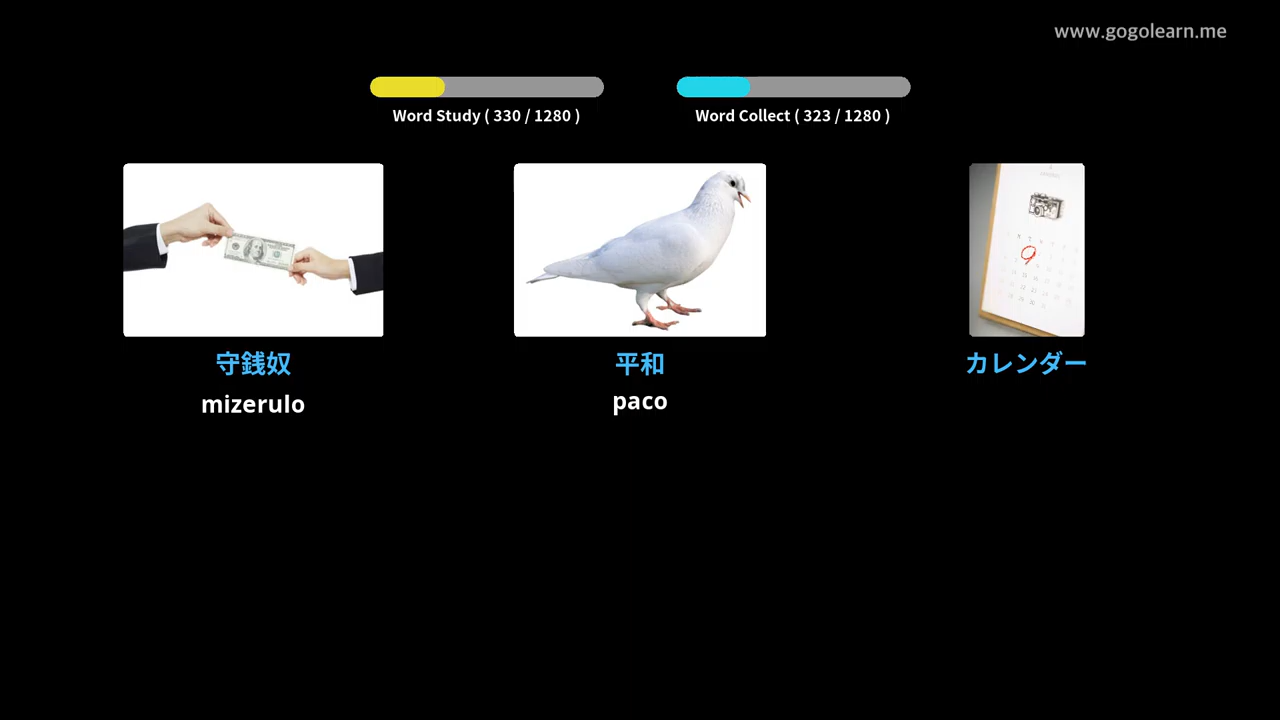 www.gogolearn.me
Word Study ( 330 / 1280 )
Word Collect ( 323 / 1280 )
守銭奴
平和
カレンダー
mizerulo
paco